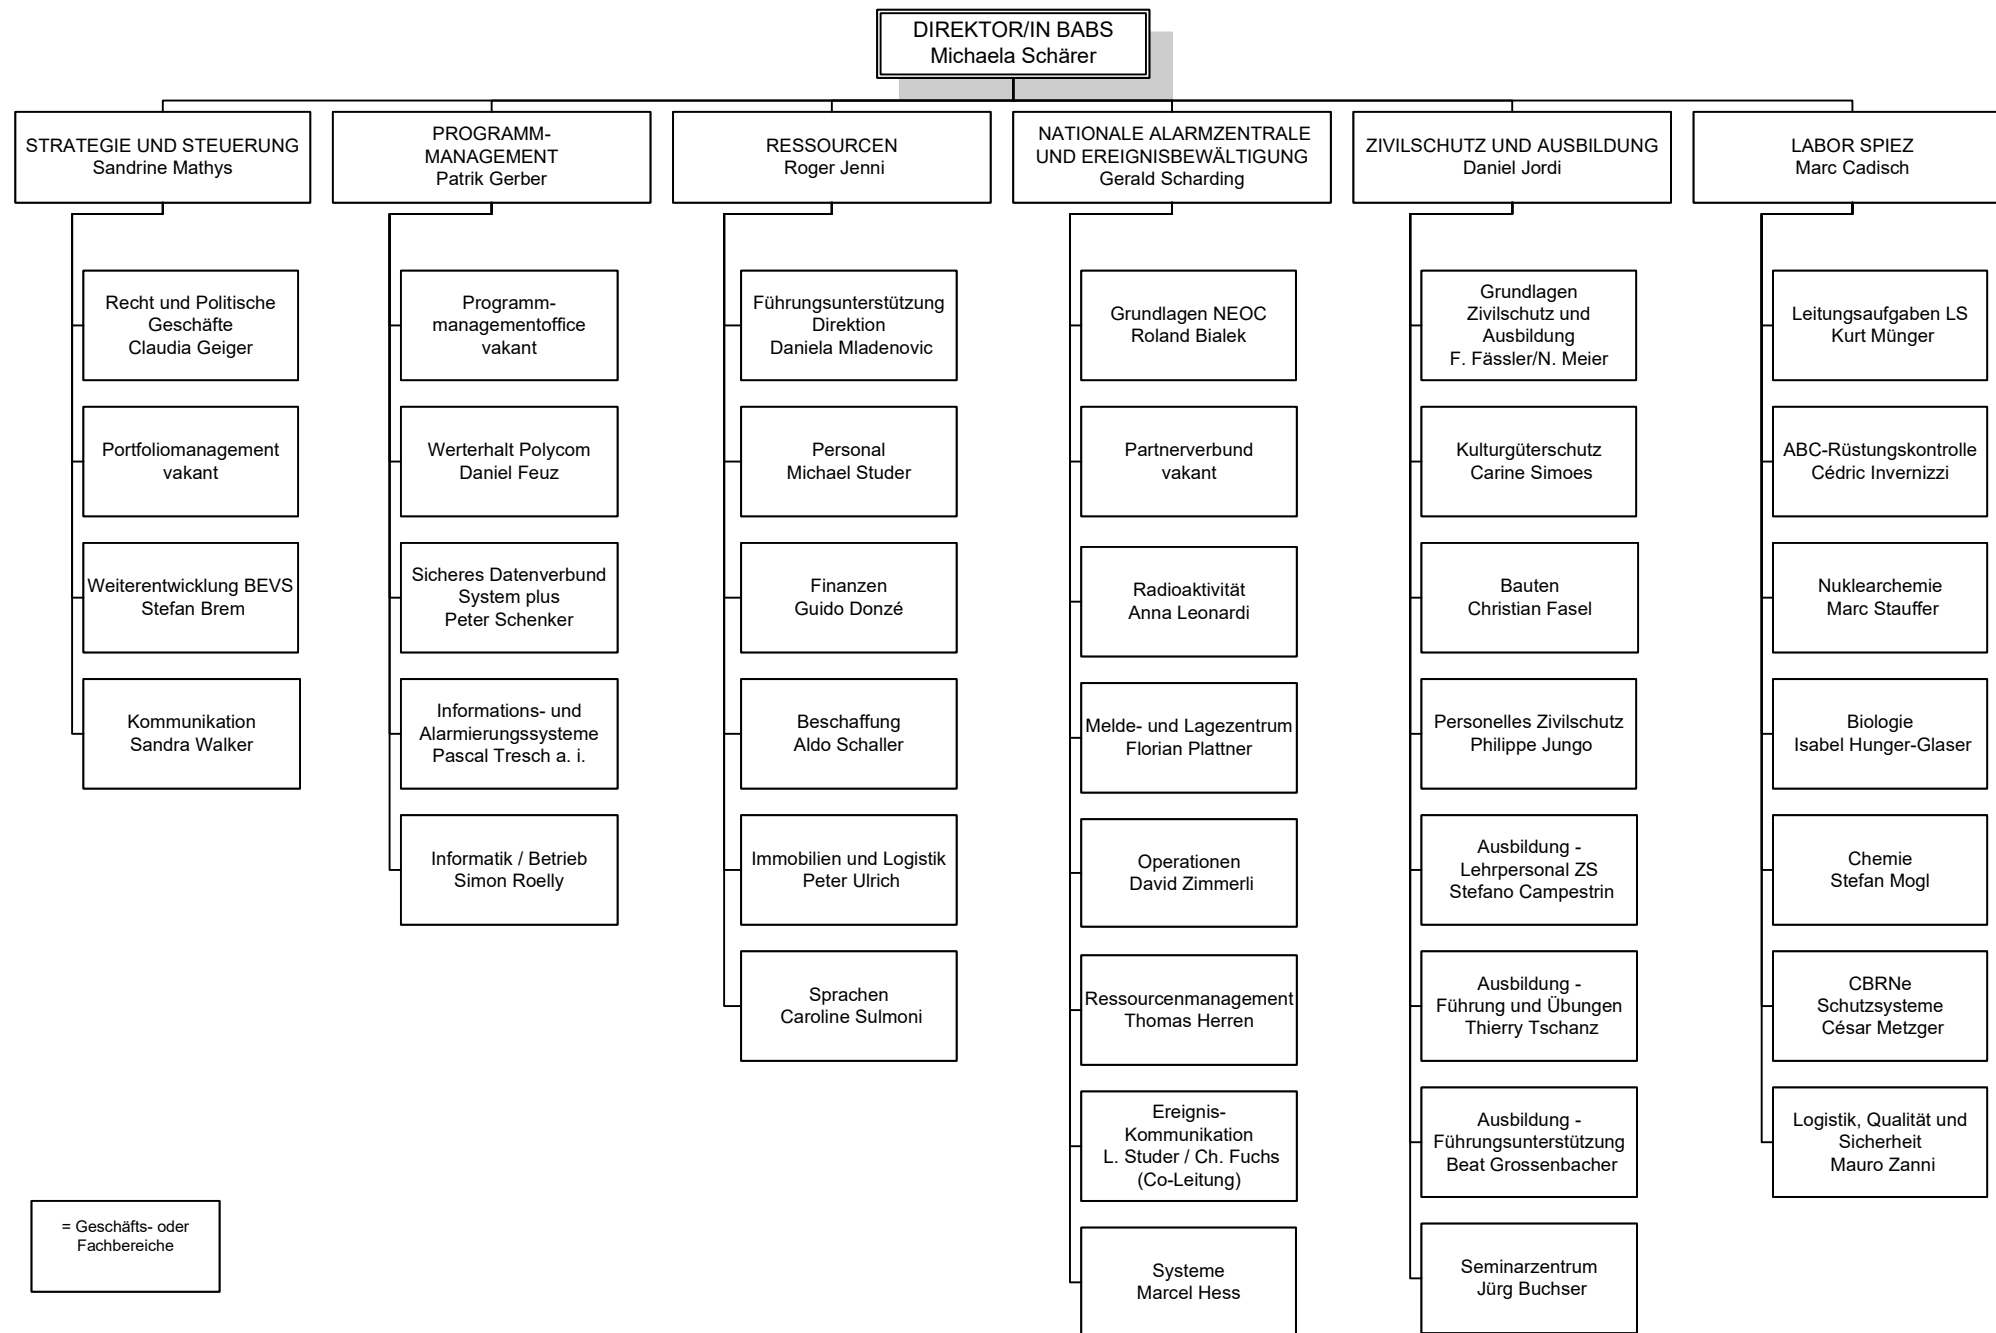 DIREKTOR/IN BABS
Michaela Schärer
STRATEGIE UND STEUERUNG
Sandrine Mathys
PROGRAMM-
MANAGEMENT
Patrik Gerber
RESSOURCEN
Roger Jenni
NATIONALE ALARMZENTRALE
UND EREIGNISBEWÄLTIGUNG
Gerald Scharding
ZIVILSCHUTZ UND AUSBILDUNG
Daniel Jordi
LABOR SPIEZ
Marc Cadisch
Recht und Politische
Geschäfte
Claudia Geiger
Portfoliomanagement
vakant
Weiterentwicklung BEVS
Stefan Brem
Kommunikation
Sandra Walker
Programm-
managementoffice
vakant
Werterhalt Polycom
Daniel Feuz
Sicheres Datenverbund
System plus
Peter Schenker
Informations- und
Alarmierungssysteme
Pascal Tresch a. i.
Informatik / Betrieb
Simon Roelly
Führungsunterstützung
Direktion
Daniela Mladenovic
Personal
Michael Studer
Finanzen
Guido Donzé
Beschaffung
Aldo Schaller
Immobilien und Logistik
Peter Ulrich
Sprachen
Caroline Sulmoni
Grundlagen NEOC
Roland Bialek
Partnerverbund
vakant
Radioaktivität
Anna Leonardi
Melde- und Lagezentrum
Florian Plattner
Operationen
David Zimmerli
Ressourcenmanagement
Thomas Herren
Ereignis-
Kommunikation
L. Studer / Ch. Fuchs
(Co-Leitung)
Systeme
Marcel Hess
Grundlagen
Zivilschutz und
Ausbildung
F. Fässler/N. Meier
Kulturgüterschutz
Carine Simoes
Bauten
Christian Fasel
Personelles Zivilschutz
Philippe Jungo
Ausbildung -
Lehrpersonal ZS
Stefano Campestrin
Ausbildung -
Führung und Übungen
Thierry Tschanz
Ausbildung -
Führungsunterstützung
Beat Grossenbacher
Seminarzentrum
Jürg Buchser
Leitungsaufgaben LS
Kurt Münger
ABC-Rüstungskontrolle
Cédric Invernizzi
Nuklearchemie
Marc Stauffer
Biologie
Isabel Hunger-Glaser
Chemie
Stefan Mogl
CBRNe
Schutzsysteme
César Metzger
Logistik, Qualität und
Sicherheit
Mauro Zanni
= Geschäfts- oder
Fachbereiche